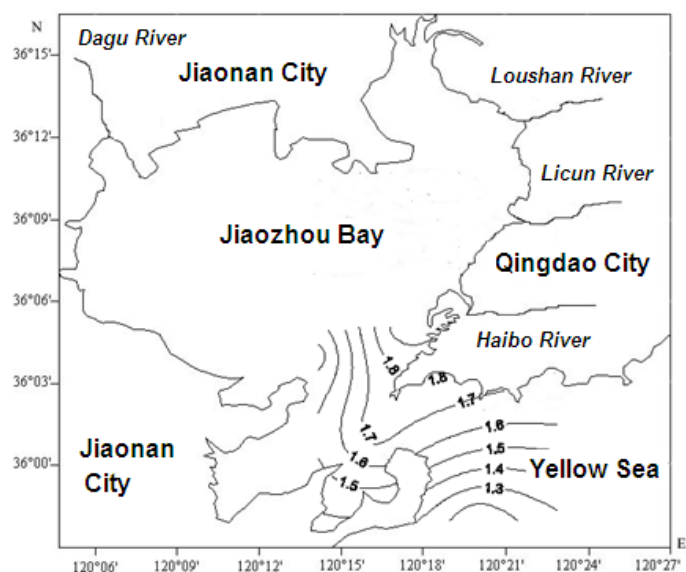 N
Dagu River
36°15'
Jiaonan City
Loushan River
36°12'
Licun River
36°09'
Jiaozhou Bay
Qingdao City
36°06'
Haibo River
1.8
1.8
36°03'
1.7
1.7
1.6
Jiaonan
City
36°00'
1.6
1.5
Yellow Sea
1.5
1.4
1.3
E
120°06'
120°09'
120°12'
120°15'
120°18'
120°21'
120°24'
120°27'